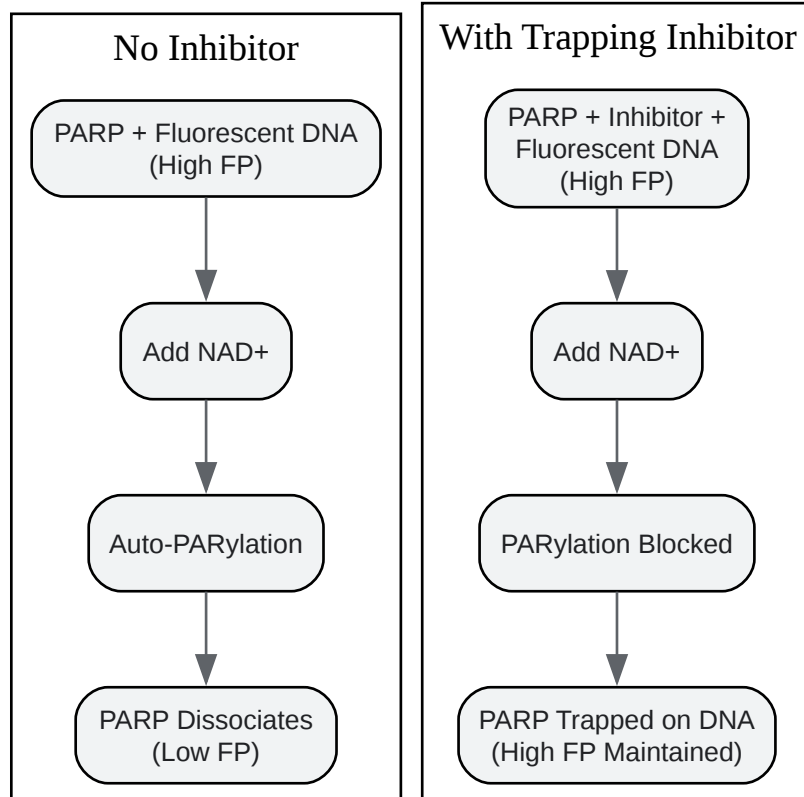 No Inhibitor
PARP + Fluorescent DNA
(High FP)
Add NAD+
Auto-PARylation
PARP Dissociates
(Low FP)
With Trapping Inhibitor
PARP + Inhibitor +
Fluorescent DNA
(High FP)
Add NAD+
PARylation Blocked
PARP Trapped on DNA
(High FP Maintained)